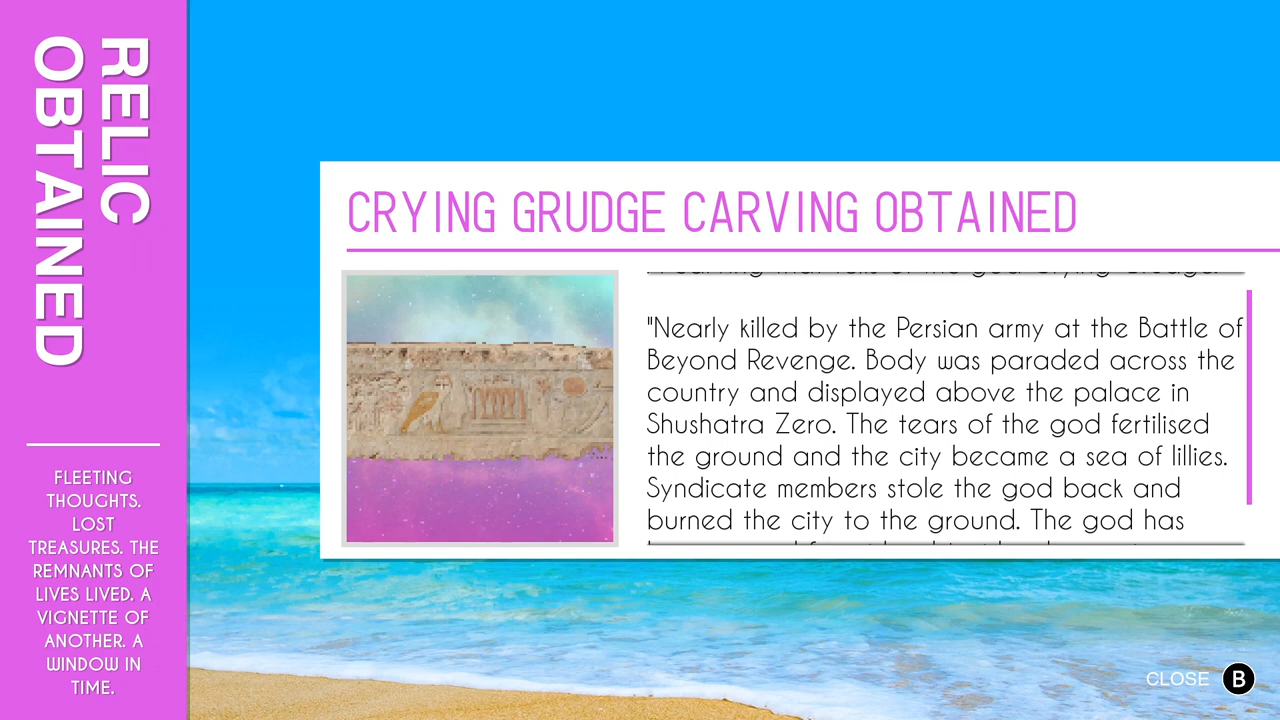 RELIC
OBTAINED
FLEETING
THOUGHTS.
LOST
TREASURES. THE
REMNANTS OF
LIVES LIVED. A
VIGNETTE OF
ANOTHER. A
WINDOW IN
TIME.
CRYING GRUDGE CARVING OBTAINED
"Nearly killed by the Persian army at the Battle of
Beyond Revenge. Body was paraded across the
country and displayed above the palace in
Shushatra Zero. The tears of the god fertilised
the ground and the city became a sea of lillies.
Syndicate members stole the god back and
burned the city to the ground. The god has
CLOSE B